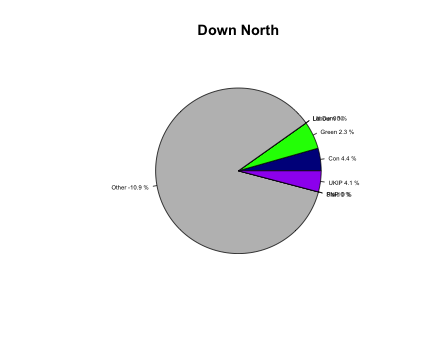 Down North
Green 2.3 %
Con 4.4 %
Other -10.9 %
UKIP 4.1 %